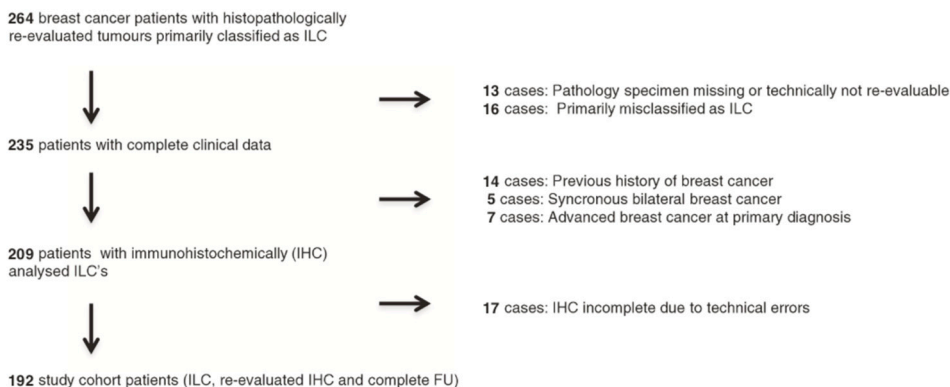 264 breast cancer patients with histopathologically
re-evaluated tumours primarily classified as ILC
13 cases: Pathology specimen missing or technically not re-evaluable
16 cases: Primarily misclassified as ILC
235 patients with complete clinical data
14 cases: Previous history of breast cancer
5 cases: Syncronous bilateral breast cancer
7 cases: Advanced breast cancer at primary diagnosis
209 patients with immunohistochemically (IHC)
analysed ILC's
17 cases: IHC incomplete due to technical errors
192 study cohort patients (ILC, re-evaluated IHC and complete FU)